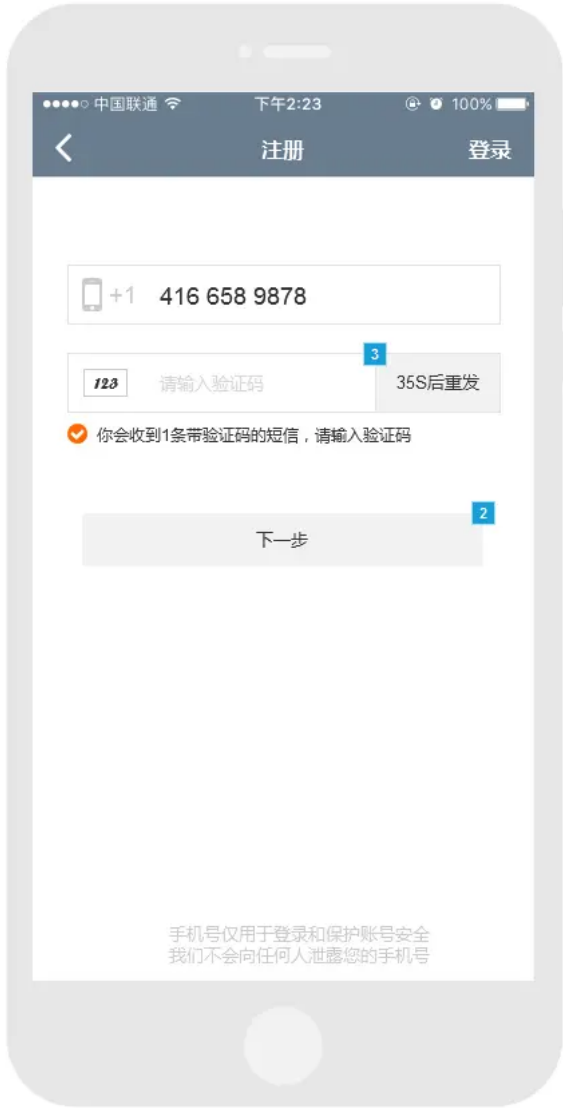 中国联通 下午2:23 100%
注册 登录
+1 416 658 9878
3
123 请输入验证码 35S后重发
你会收到1条带验证码的短信，请输入验证码
2
下一步
手机号仅用于登录和保护账号安全
我们不会向任何人泄露您的手机号